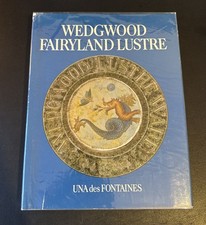 WEDGWOOD
FAIRYLAND LUSTRE
UNA des FONTAINES